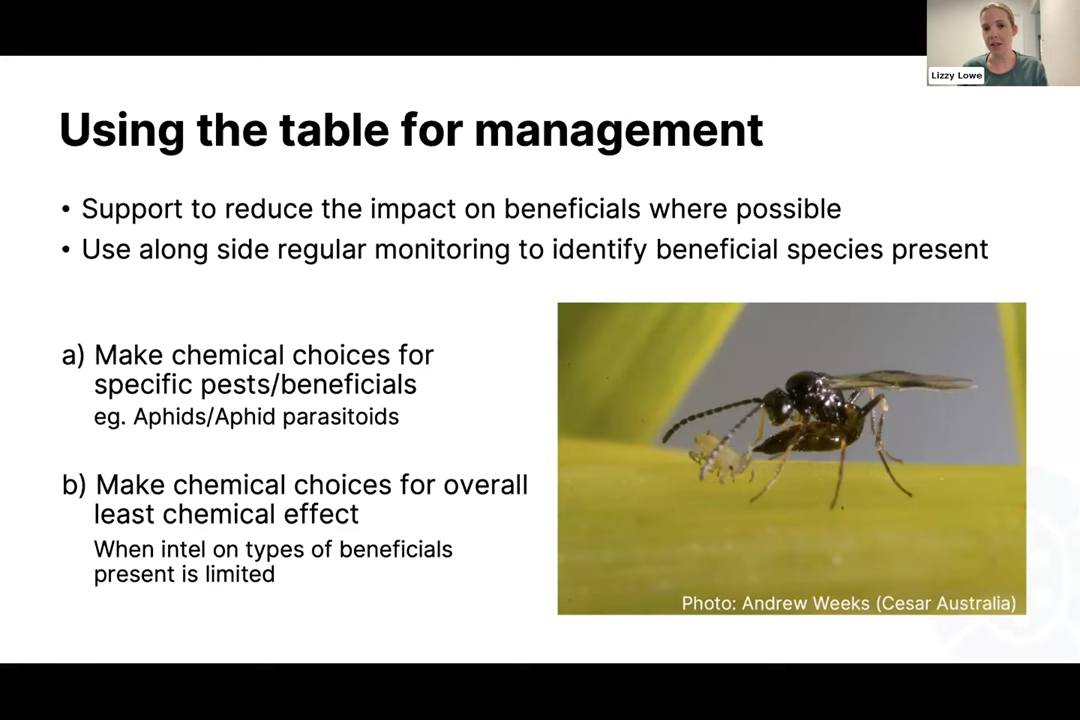 Lizzy Lowe
Using the table for management
• Support to reduce the impact on beneficials where possible
• Use along side regular monitoring to identify beneficial species present
a) Make chemical choices for
specific pests/beneficials
eg. Aphids/Aphid parasitoids
b) Make chemical choices for overall
least chemical effect
When intel on types of beneficials
present is limited
Photo: Andrew Weeks (Cesar Australia)